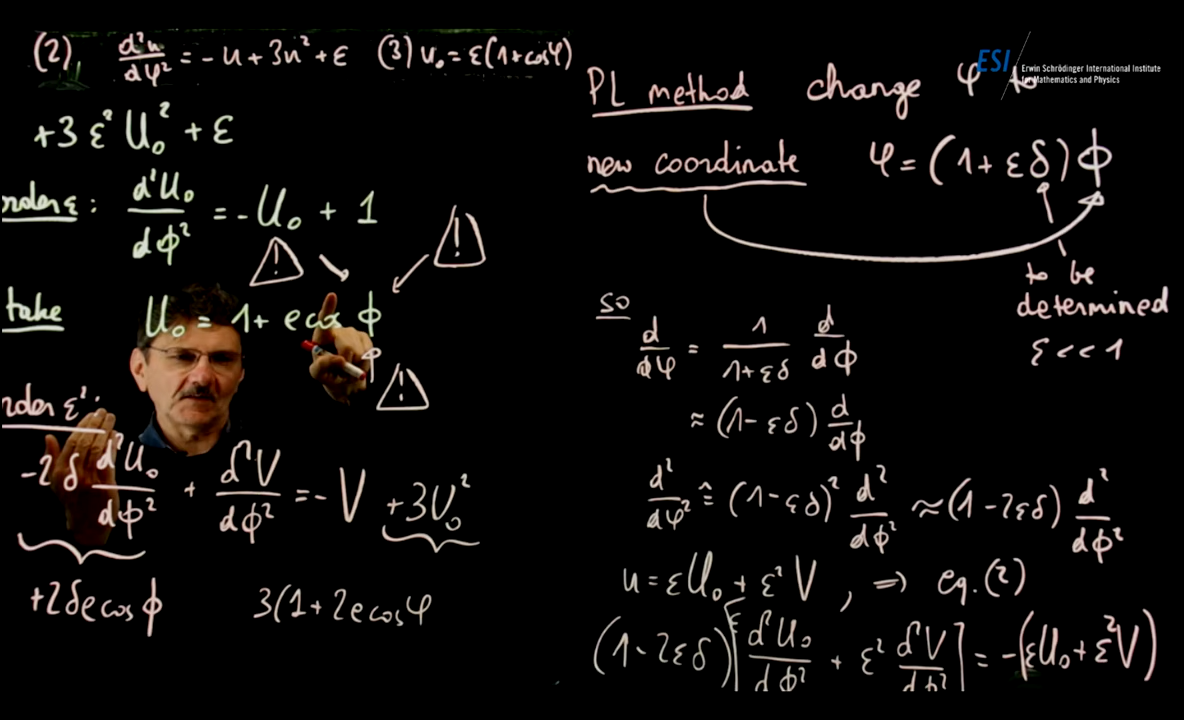 (2) d²u/dφ² = -u + 3u² + ε (3) u₀ = ε(1+cosφ)
+3 ε² U₀² + ε
order ε: d²U₀/dϕ² = -U₀ + 1
take U₀ = 1 + e cos ϕ
order ε²:
-2δ d²U₀/dϕ² + d²V/dϕ² = -V +3U₀²
+2δe cos ϕ 3(1+2e cos φ
ESI Erwin Schrödinger International Institute
for Mathematics and Physics
PL method change φ to
new coordinate φ = (1 + εδ)ϕ
to be
determined
ε << 1
so d/dφ = 1/(1+εδ) d/dϕ
≈ (1-εδ) d/dϕ
d²/dφ² ≙ (1-εδ)² d²/dϕ² ≈ (1-2εδ) d²/dϕ²
u = εU₀ + ε²V , ⇒ eq.(2)
(1-2εδ)[ε d²U₀/dϕ² + ε² d²V/dϕ²] = -(εU₀+ε²V)